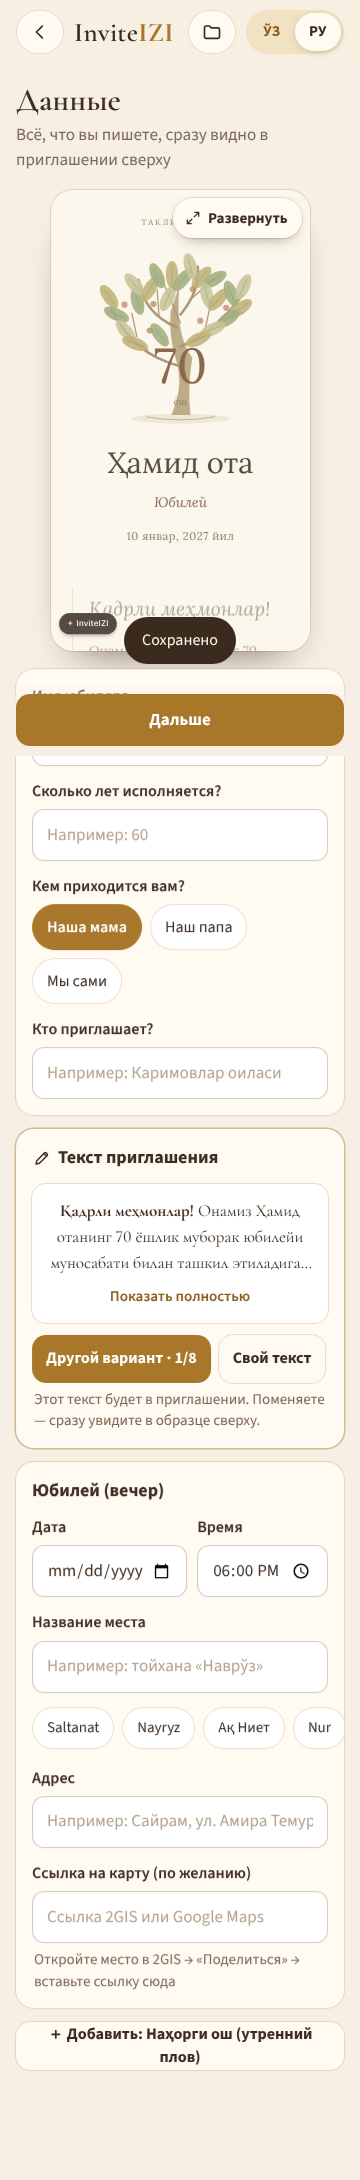 InviteIZI
ЎЗ
РУ
Данные
Всё, что вы пишете, сразу видно в
приглашении сверху
Развернуть
70
ёш
Ҳамид ота
Юбилей
10 январ, 2027 йил
Қадрли меҳмонлар!
✦ InviteIZI
Сохранено
70
Дальше
Сколько лет исполняется?
Например: 60
Кем приходится вам?
Наша мама
Наш папа
Мы сами
Кто приглашает?
Например: Каримовлар оиласи
Текст приглашения
Қадрли меҳмонлар! Онамиз Ҳамид
отанинг 70 ёшлик муборак юбилейи
муносабати билан ташкил этиладига...
Показать полностью
Другой вариант · 1/8
Свой текст
Этот текст будет в приглашении. Поменяете
— сразу увидите в образце сверху.
Юбилей (вечер)
Дата
Время
mm/dd/yyyy
06:00 PM
Название места
Например: тойхана «Наврўз»
Saltanat
Nayryz
Ақ Ниет
Nur
Адрес
Например: Сайрам, ул. Амира Темур
Ссылка на карту (по желанию)
Ссылка 2GIS или Google Maps
Откройте место в 2GIS → «Поделиться» →
вставьте ссылку сюда
+ Добавить: Наҳорги ош (утренний
плов)